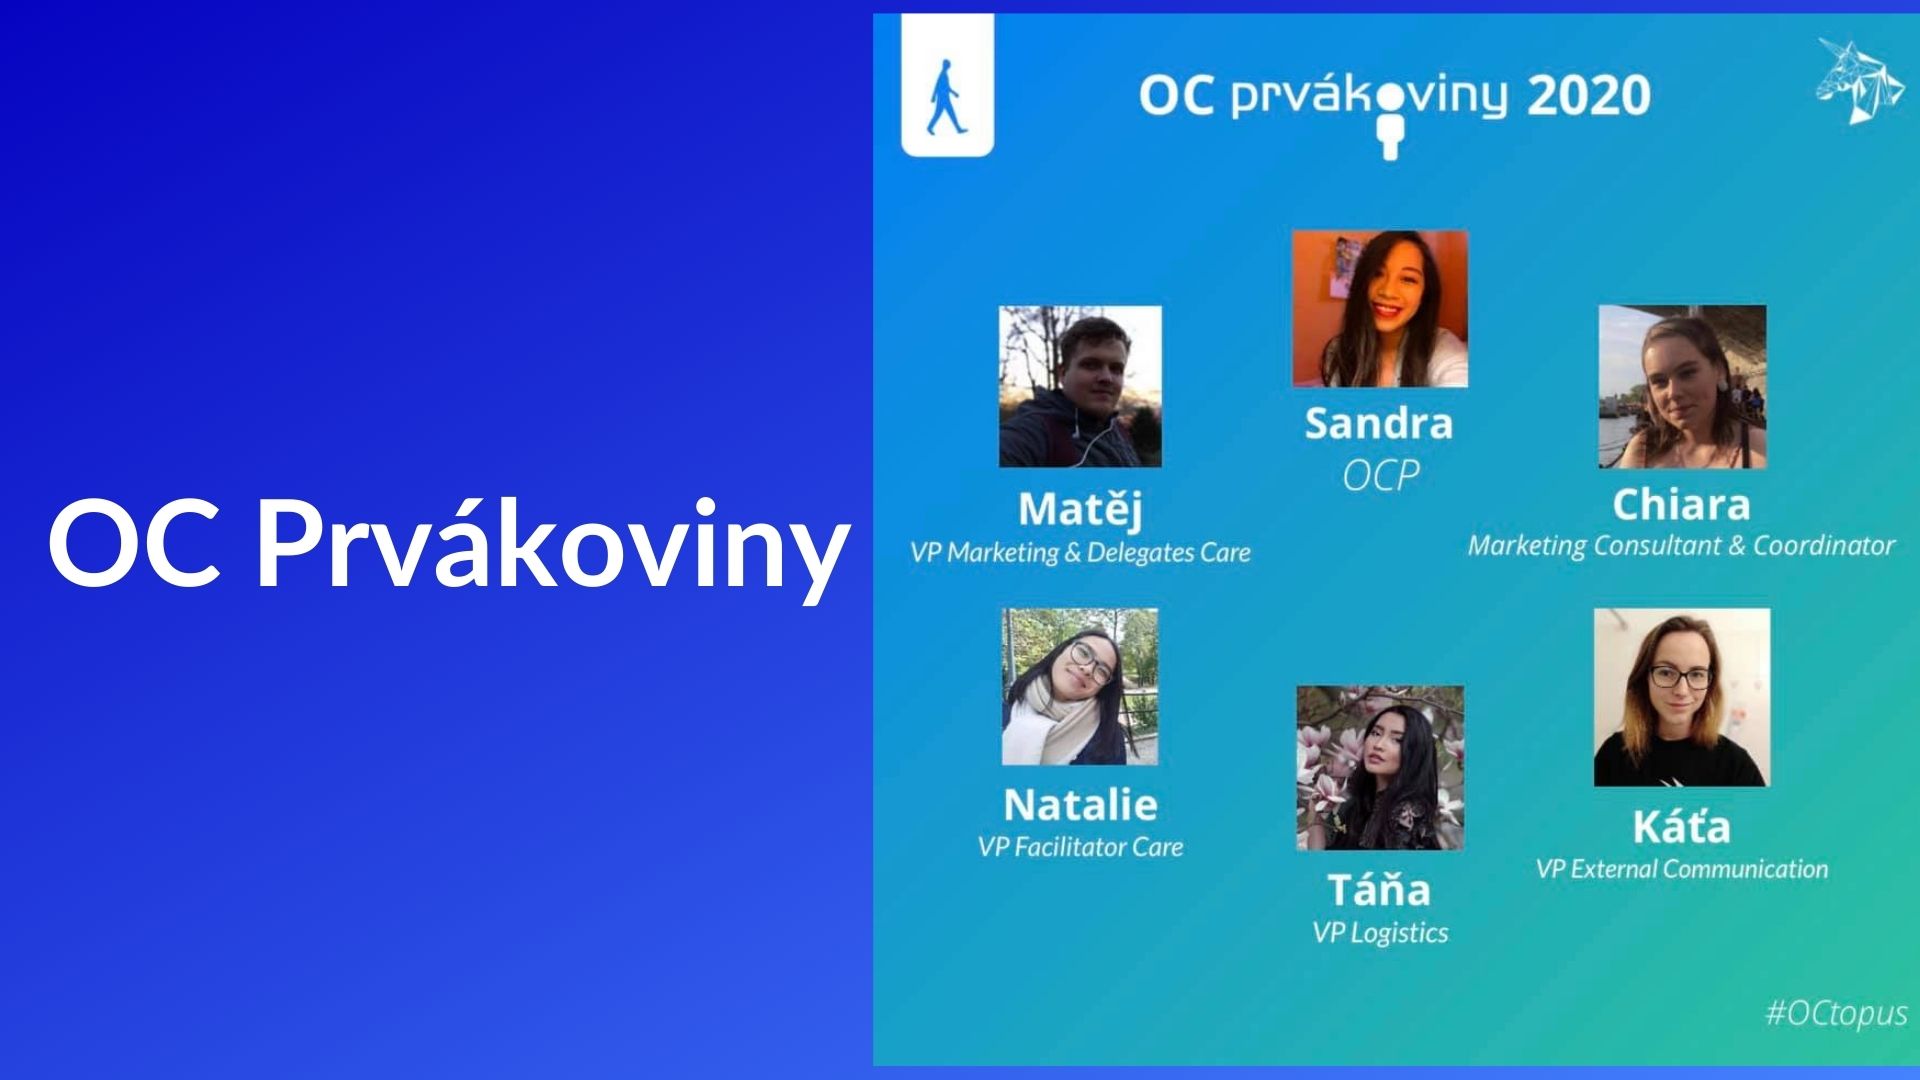 OC Prvákoviny
OC prvákoviny 2020
Sandra
OCP
Matěj
VP Marketing & Delegates Care
Chiara
Marketing Consultant & Coordinator
Natalie
VP Facilitator Care
Táňa
VP Logistics
Káťa
VP External Communication
#OCtopus